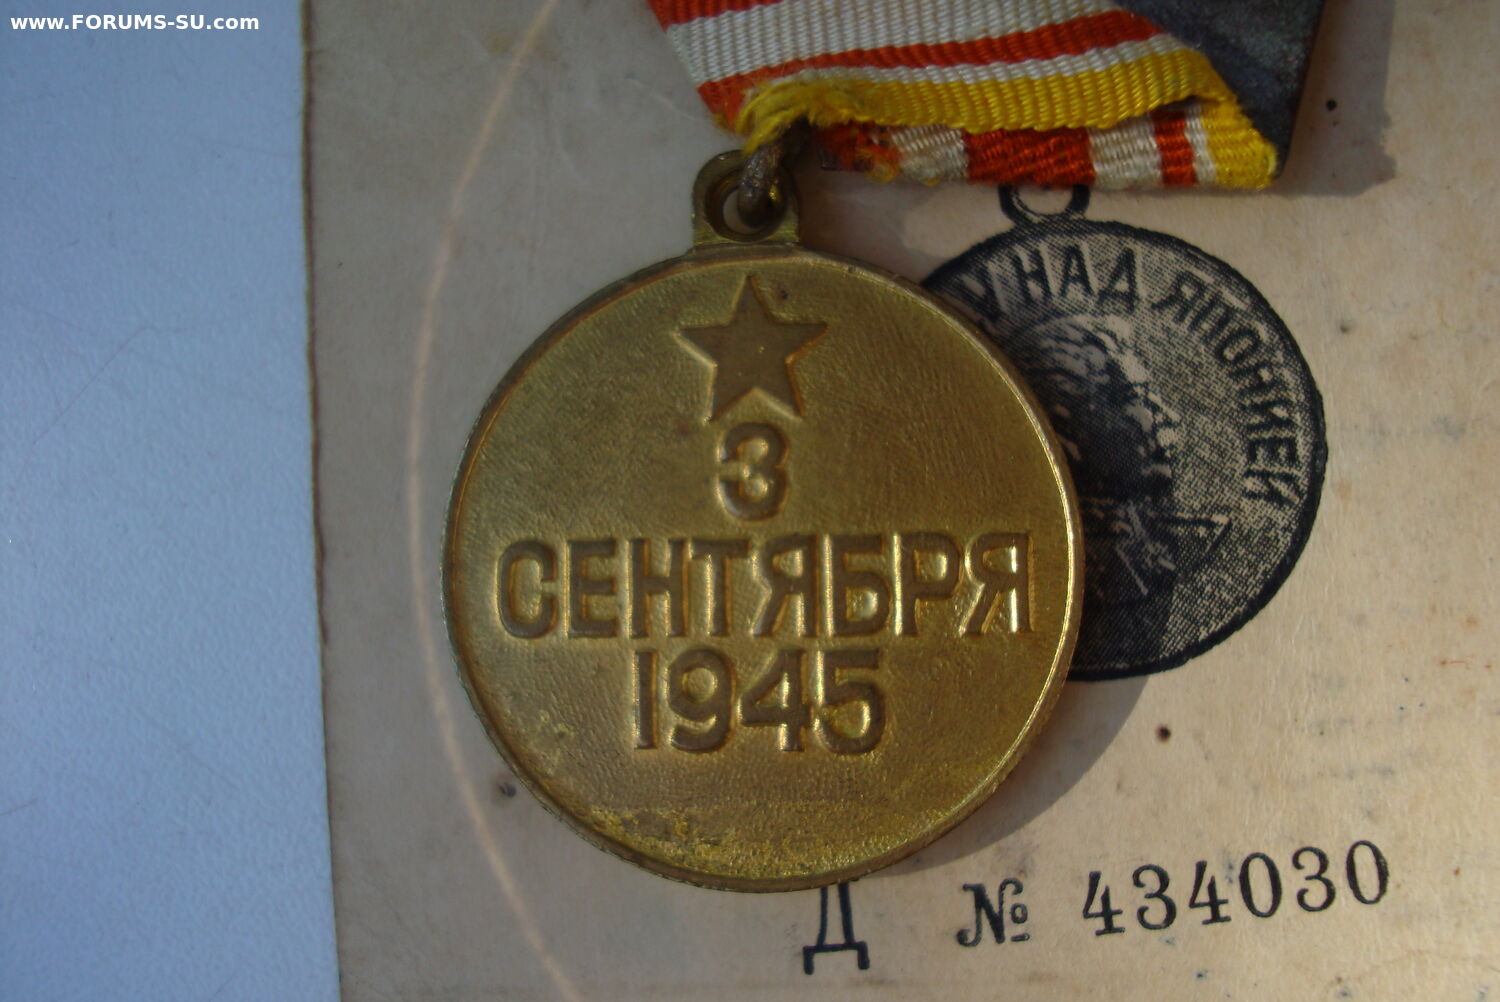 www.FORUMS-SU.com
НАД ЯПОНИЕЙ
3
СЕНТЯБРЯ
1945
Д № 434030